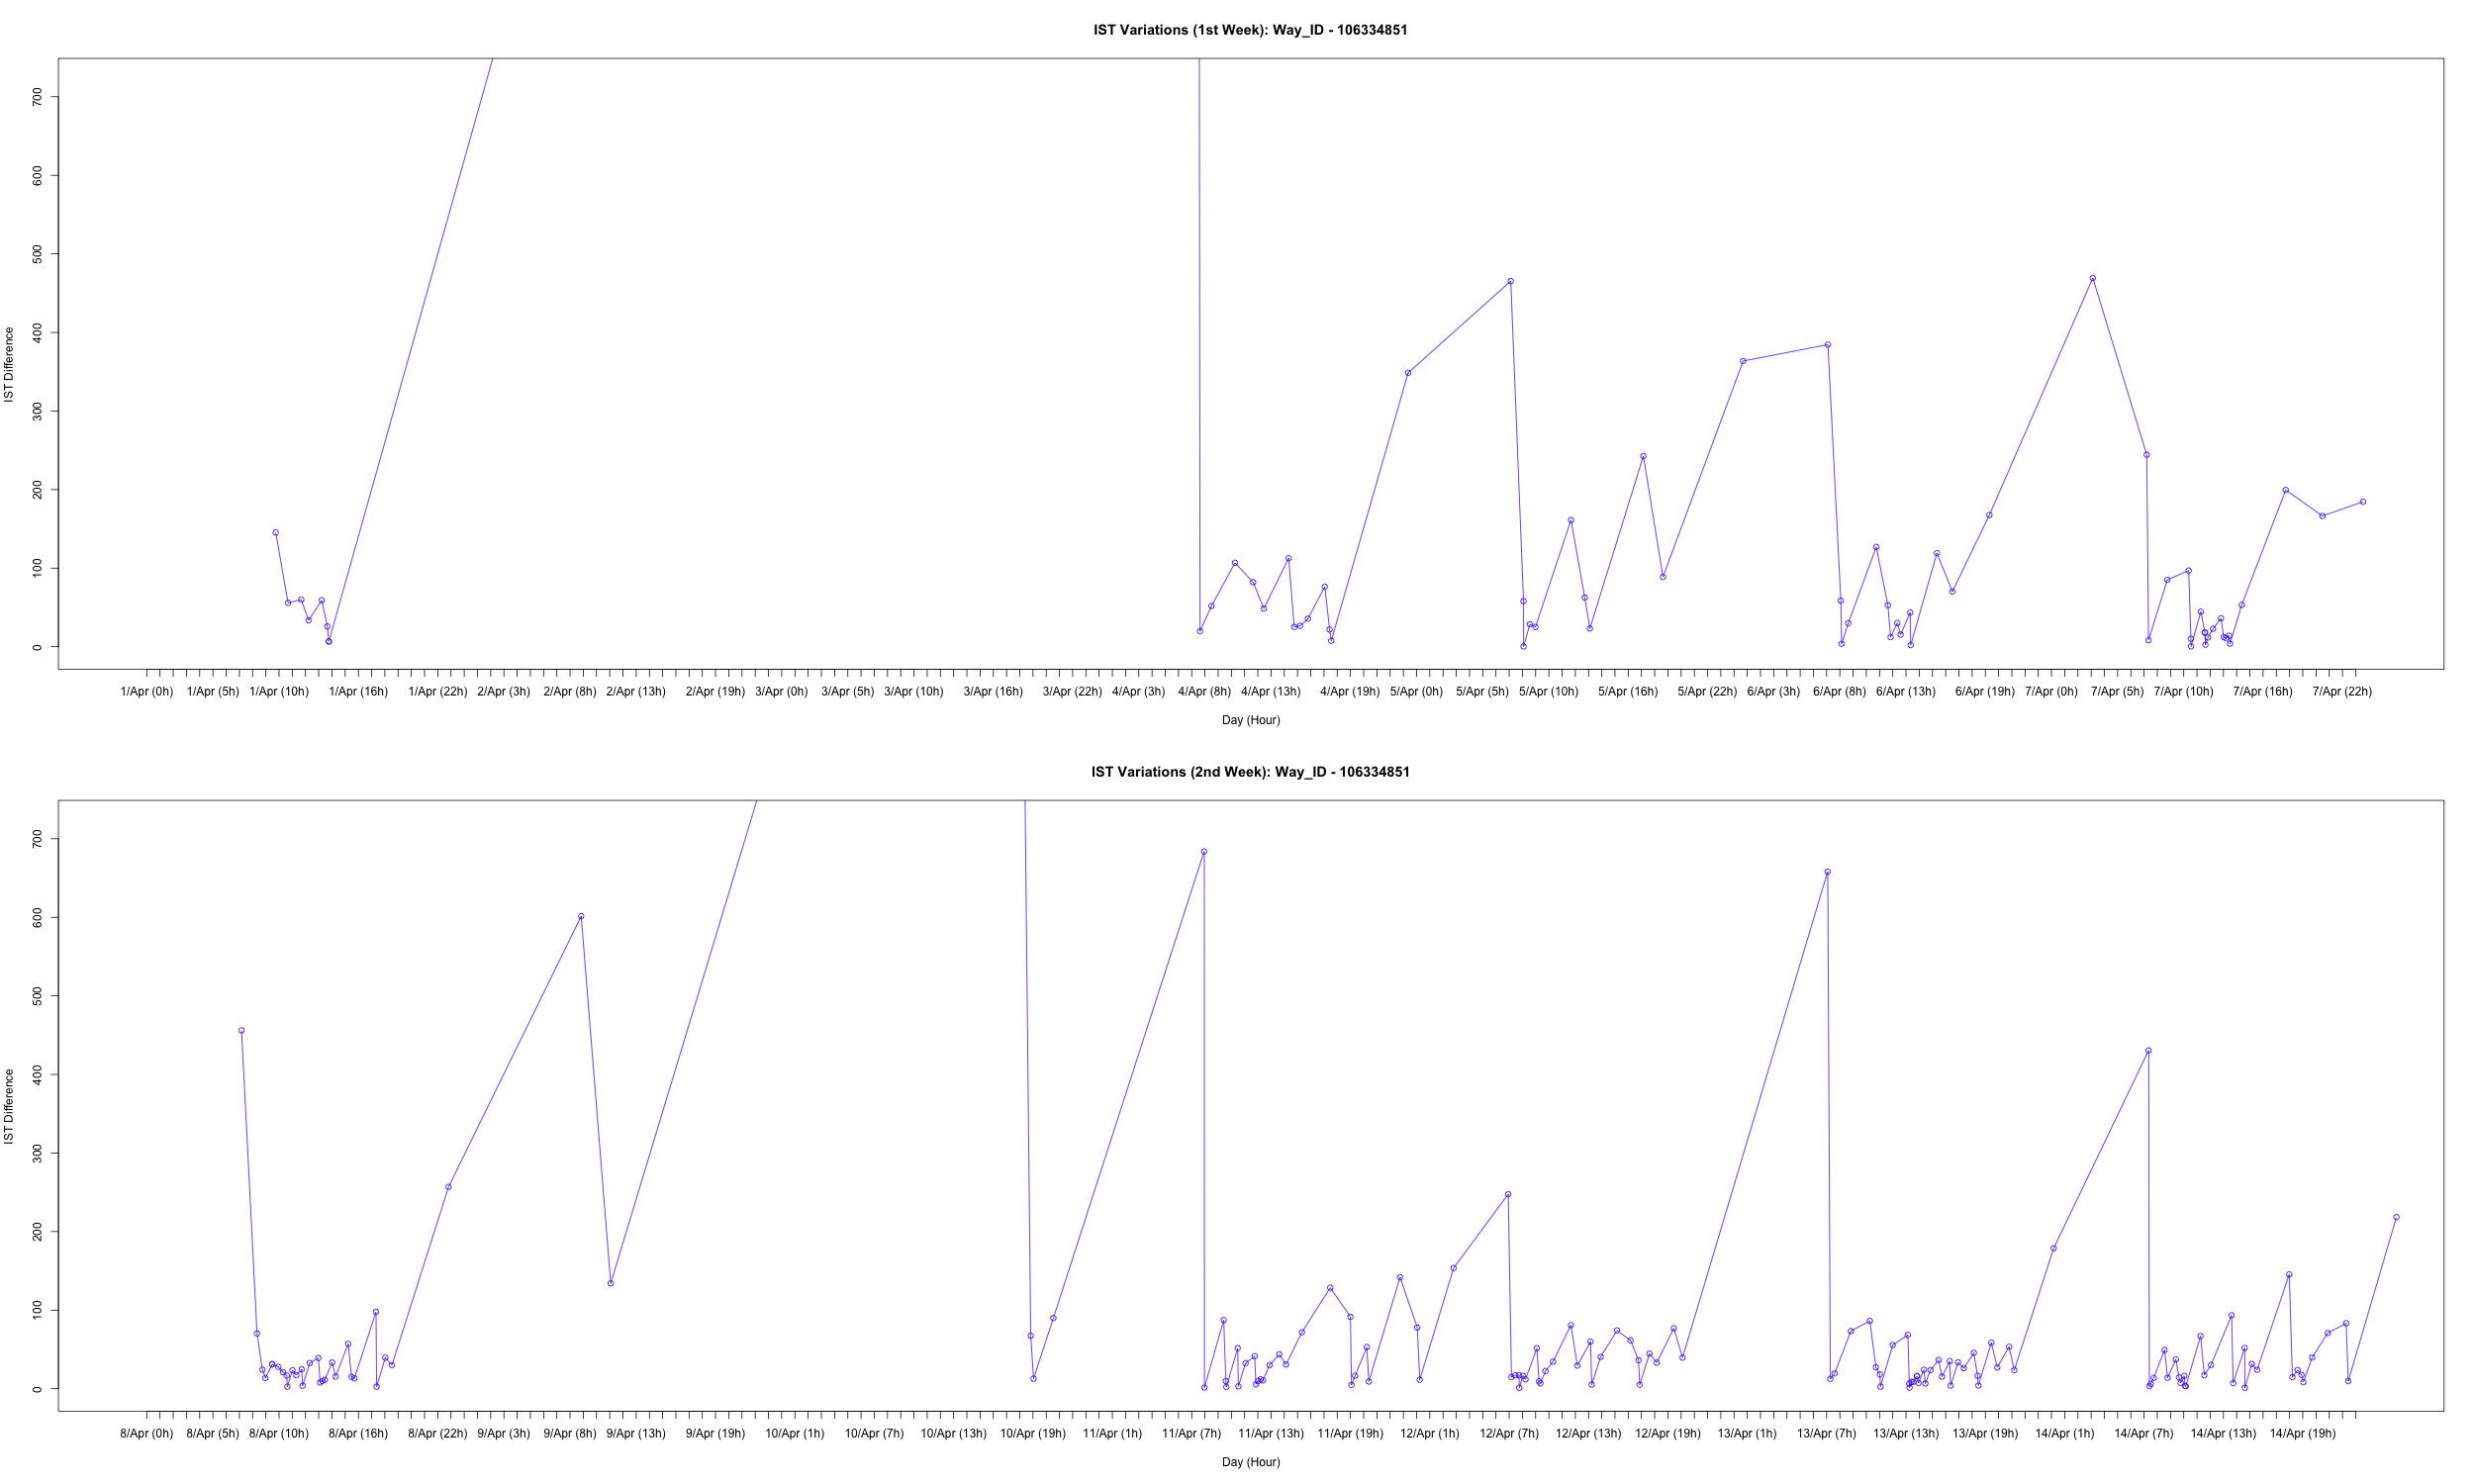 IST Variations (1st Week): Way_ID - 106334851
IST Difference
700
600
500
400
300
200
100
0
1/Apr (0h) 1/Apr (5h) 1/Apr (10h) 1/Apr (16h) 1/Apr (22h) 2/Apr (3h) 2/Apr (8h) 2/Apr (13h) 2/Apr (19h) 3/Apr (0h) 3/Apr (5h) 3/Apr (10h) 3/Apr (16h) 3/Apr (22h) 4/Apr (3h) 4/Apr (8h) 4/Apr (13h) 4/Apr (19h) 5/Apr (0h) 5/Apr (5h) 5/Apr (10h) 5/Apr (16h) 5/Apr (22h) 6/Apr (3h) 6/Apr (8h) 6/Apr (13h) 6/Apr (19h) 7/Apr (0h) 7/Apr (5h) 7/Apr (10h) 7/Apr (16h) 7/Apr (22h)
Day (Hour)
IST Variations (2nd Week): Way_ID - 106334851
IST Difference
700
600
500
400
300
200
100
0
8/Apr (0h) 8/Apr (5h) 8/Apr (10h) 8/Apr (16h) 8/Apr (22h) 9/Apr (3h) 9/Apr (8h) 9/Apr (13h) 9/Apr (19h) 10/Apr (1h) 10/Apr (7h) 10/Apr (13h) 10/Apr (19h) 11/Apr (1h) 11/Apr (7h) 11/Apr (13h) 11/Apr (19h) 12/Apr (1h) 12/Apr (7h) 12/Apr (13h) 12/Apr (19h) 13/Apr (1h) 13/Apr (7h) 13/Apr (13h) 13/Apr (19h) 14/Apr (1h) 14/Apr (7h) 14/Apr (13h) 14/Apr (19h)
Day (Hour)